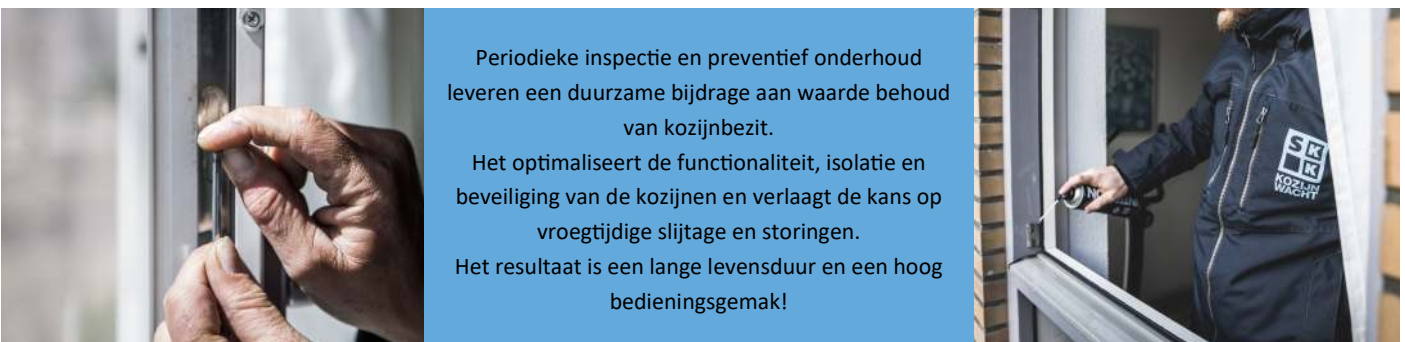 Periodieke inspectie en preventief onderhoud
leveren een duurzame bijdrage aan waarde behoud
van kozijnbezit.
Het optimaliseert de functionaliteit, isolatie en
beveiliging van de kozijnen en verlaagt de kans op
vroegtijdige slijtage en storingen.
Het resultaat is een lange levensduur en een hoog
bedieningsgemak!
SK
K
KOZIJN
WACHT